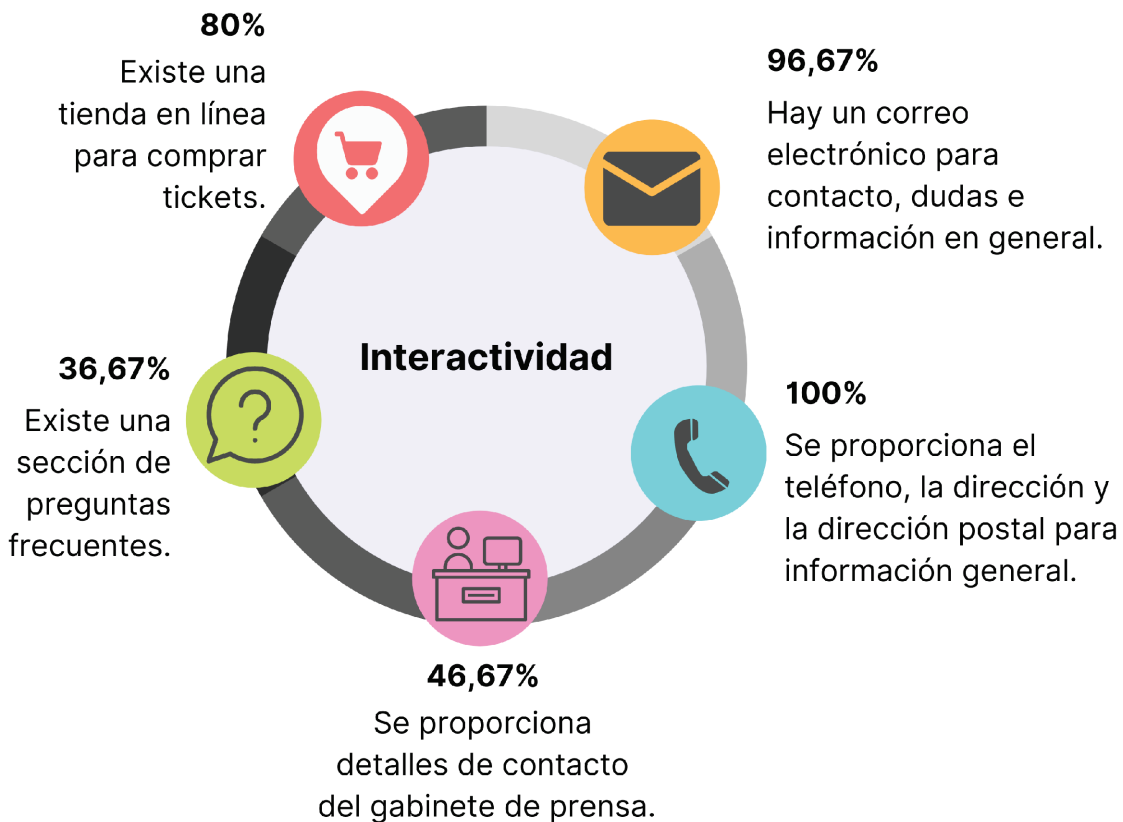 80%
Existe una
tienda en línea
para comprar
tickets.
96,67%
Hay un correo
electrónico para
contacto, dudas e
información en general.
Interactividad
36,67%
Existe una
sección de
preguntas
frecuentes.
100%
Se proporciona el
teléfono, la dirección y
la dirección postal para
información general.
46,67%
Se proporciona
detalles de contacto
del gabinete de prensa.